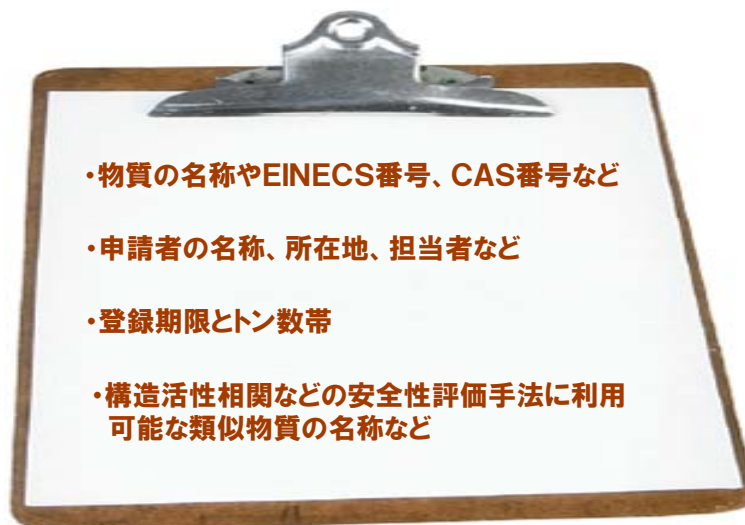 ・物質の名称やEINECS番号、CAS番号など
・申請者の名称、所在地、担当者など
・登録期限とトン数帯
・構造活性相関などの安全性評価手法に利用
可能な類似物質の名称など